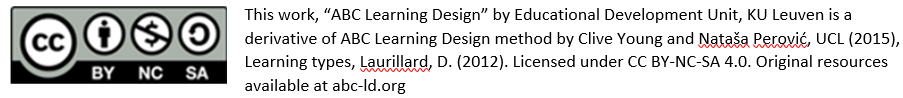 This work, “ABC Learning Design” by Educational Development Unit, KU Leuven is a
derivative of ABC Learning Design method by Clive Young and Nataša Perović, UCL (2015),
Learning types, Laurillard, D. (2012). Licensed under CC BY-NC-SA 4.0. Original resources
available at abc-ld.org
cc
BY NC SA